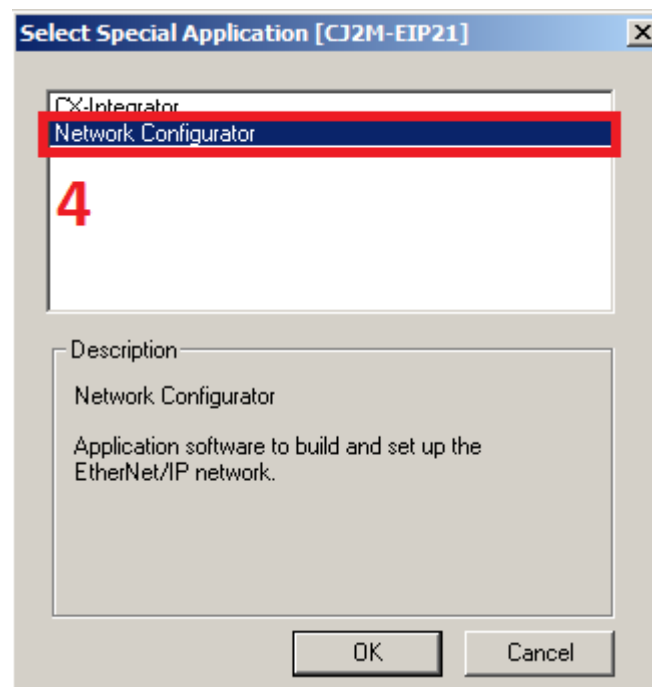 Select Special Application [CJ2M-EIP21]
CX-Integrator
Network Configurator
4
Description
Network Configurator
Application software to build and set up the
EtherNet/IP network.
OK
Cancel